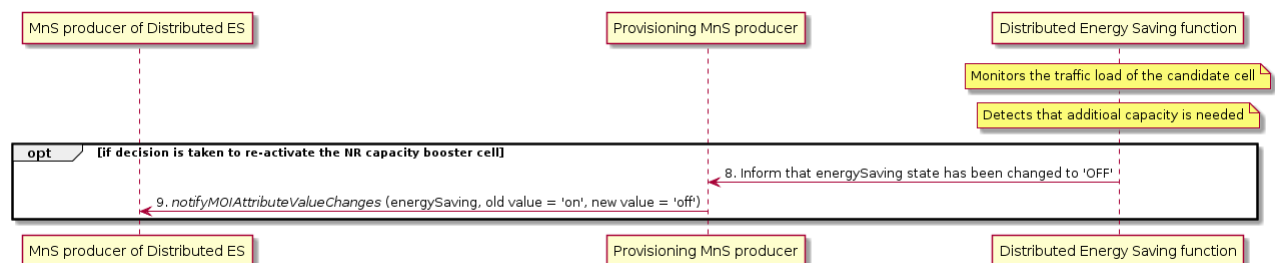 MnS producer of Distributed ES
Provisioning MnS producer
Distributed Energy Saving function
Monitors the traffic load of the candidate cell
Detects that additioal capacity is needed
opt [if decision is taken to re-activate the NR capacity booster cell]
8. Inform that energySaving state has been changed to 'OFF'
9. notifyMOIAttributeValueChanges (energySaving, old value = 'on', new value = 'off')
MnS producer of Distributed ES
Provisioning MnS producer
Distributed Energy Saving function